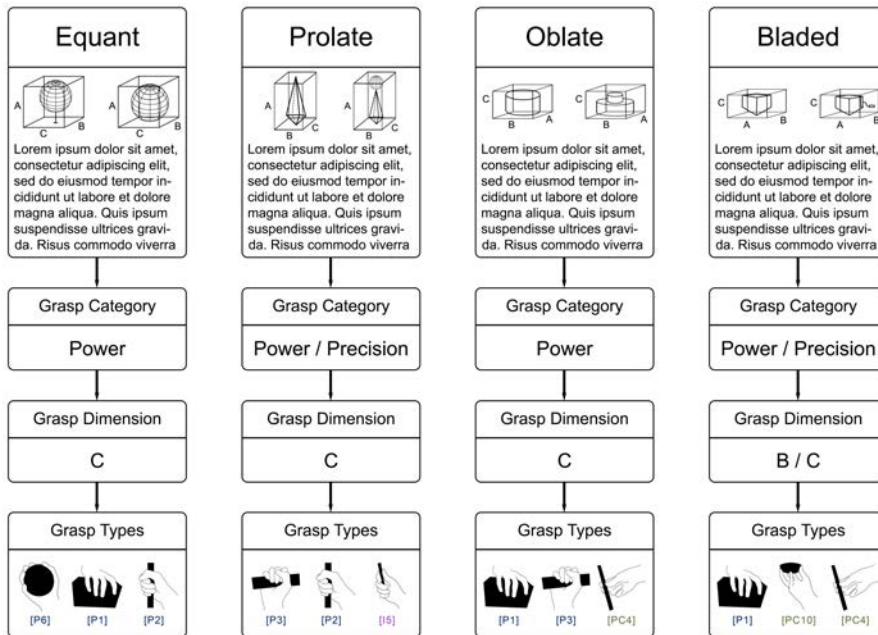 Equant
A
B
C
A
B
C
Lorem ipsum dolor sit amet,
consectetur adipiscing elit,
sed do eiusmod tempor in-
cididunt ut labore et dolore
magna aliqua. Quis ipsum
suspendisse ultrices gravi-
da. Risus commodo viverra
Grasp Category
Power
Grasp Dimension
C
Grasp Types
[P6] [P1] [P2]
Prolate
A
B
C
A
B
C
Lorem ipsum dolor sit amet,
consectetur adipiscing elit,
sed do eiusmod tempor in-
cididunt ut labore et dolore
magna aliqua. Quis ipsum
suspendisse ultrices gravi-
da. Risus commodo viverra
Grasp Category
Power / Precision
Grasp Dimension
C
Grasp Types
[P3] [P2] [I5]
Oblate
C
B
A
C
B
A
Lorem ipsum dolor sit amet,
consectetur adipiscing elit,
sed do eiusmod tempor in-
cididunt ut labore et dolore
magna aliqua. Quis ipsum
suspendisse ultrices gravi-
da. Risus commodo viverra
Grasp Category
Power
Grasp Dimension
C
Grasp Types
[P1] [P3] [PC4]
Bladed
C
A
B
C
A
B
Lorem ipsum dolor sit amet,
consectetur adipiscing elit,
sed do eiusmod tempor in-
cididunt ut labore et dolore
magna aliqua. Quis ipsum
suspendisse ultrices gravi-
da. Risus commodo viverra
Grasp Category
Power / Precision
Grasp Dimension
B / C
Grasp Types
[P1] [PC10] [PC4]